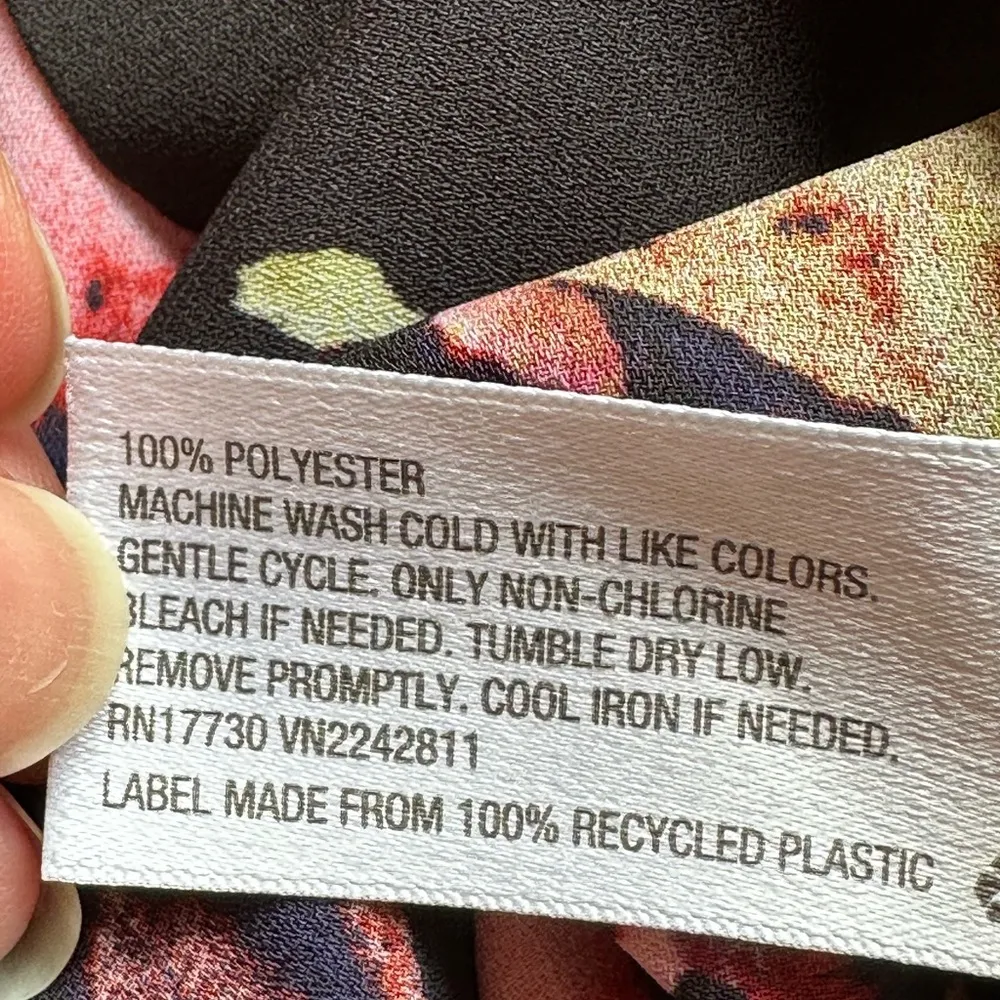 100% POLYESTER
MACHINE WASH COLD WITH LIKE COLORS.
GENTLE CYCLE. ONLY NON-CHLORINE
BLEACH IF NEEDED. TUMBLE DRY LOW.
REMOVE PROMPTLY. COOL IRON IF NEEDED.
RN17730 VN2242811
LABEL MADE FROM 100% RECYCLED PLASTIC